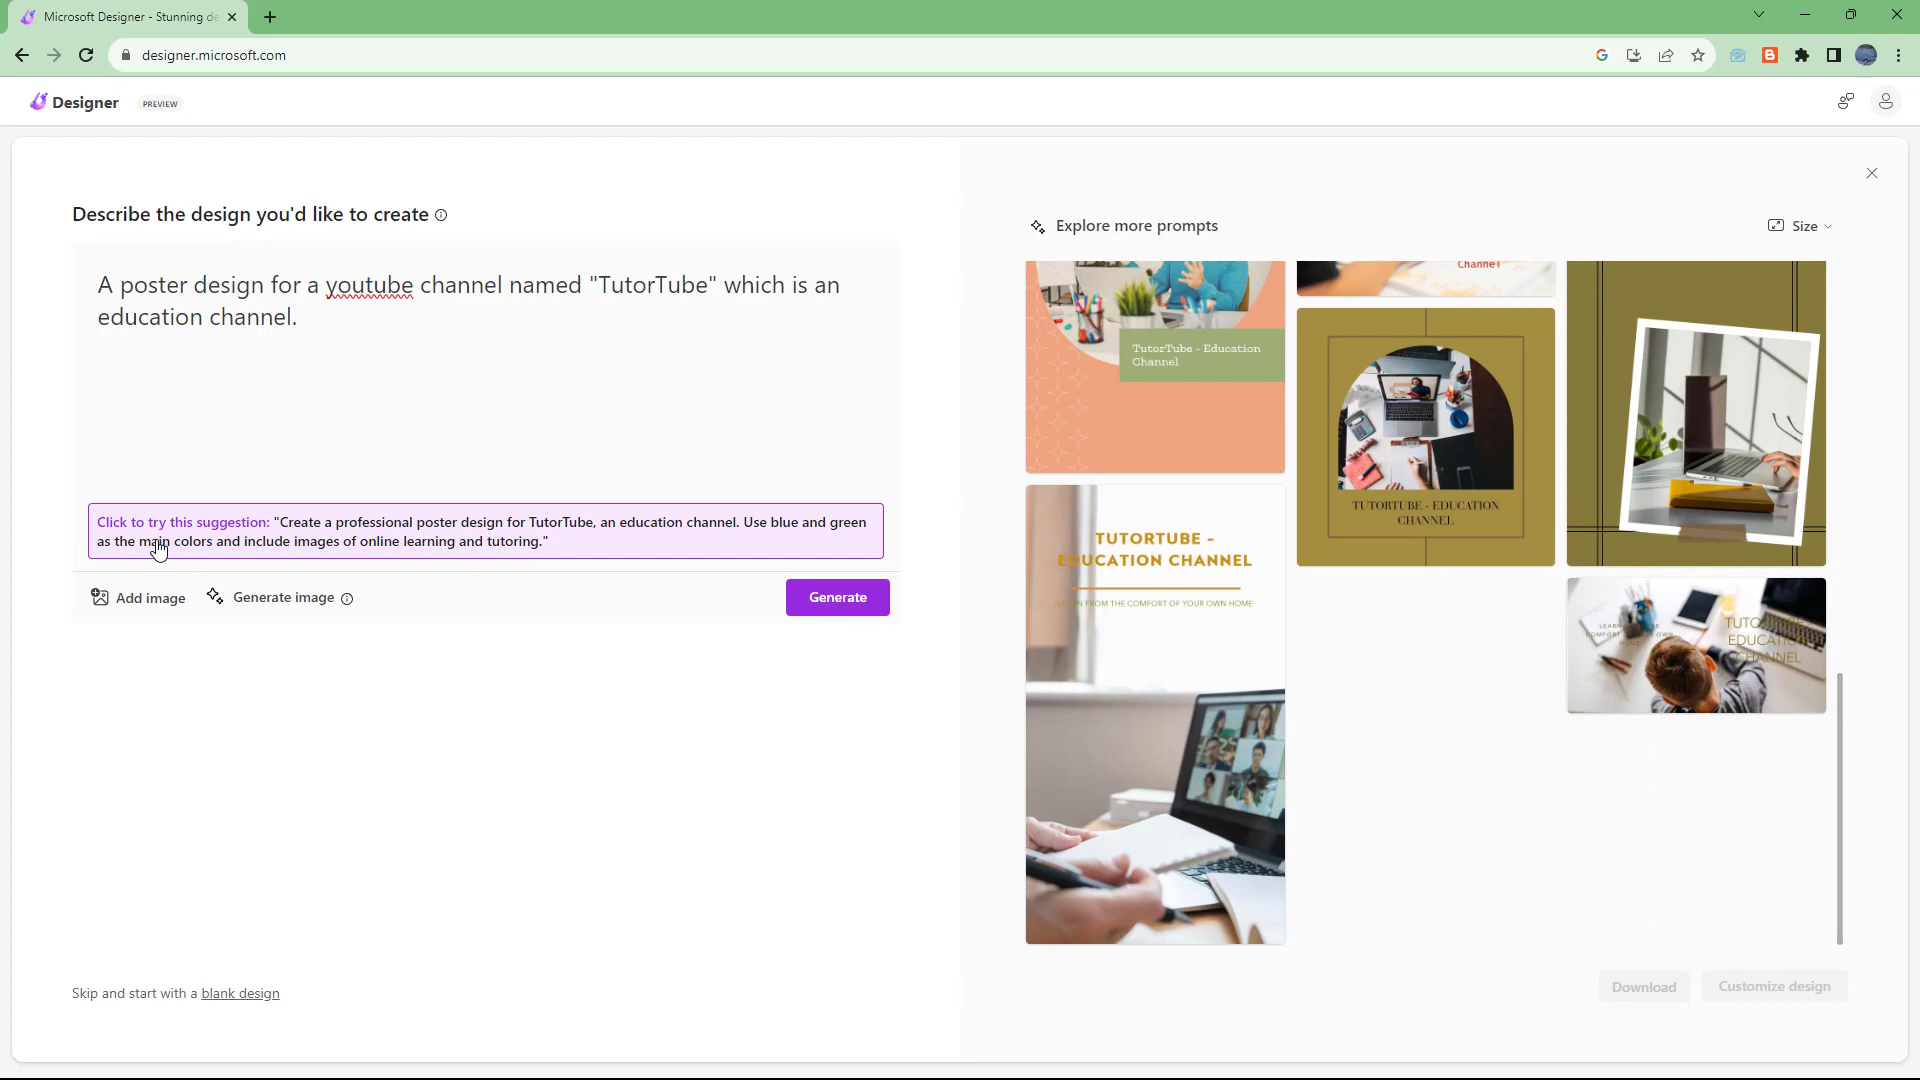 Microsoft Designer - Stunning de
designer.microsoft.com
Designer
PREVIEW
Describe the design you'd like to create
A poster design for a youtube channel named "TutorTube" which is an
education channel.
Click to try this suggestion: "Create a professional poster design for TutorTube, an education channel. Use blue and green
as the main colors and include images of online learning and tutoring."
Add image
Generate image
Generate
Skip and start with a blank design
Explore more prompts
Size
TutorTube - Education
Channel
TUTORTUBE -
EDUCATION CHANNEL
LEARN FROM THE COMFORT OF YOUR OWN HOME
Channel
TUTORTUBE - EDUCATION
CHANNEL
EDUCATION
CHANNEL
Download
Customize design